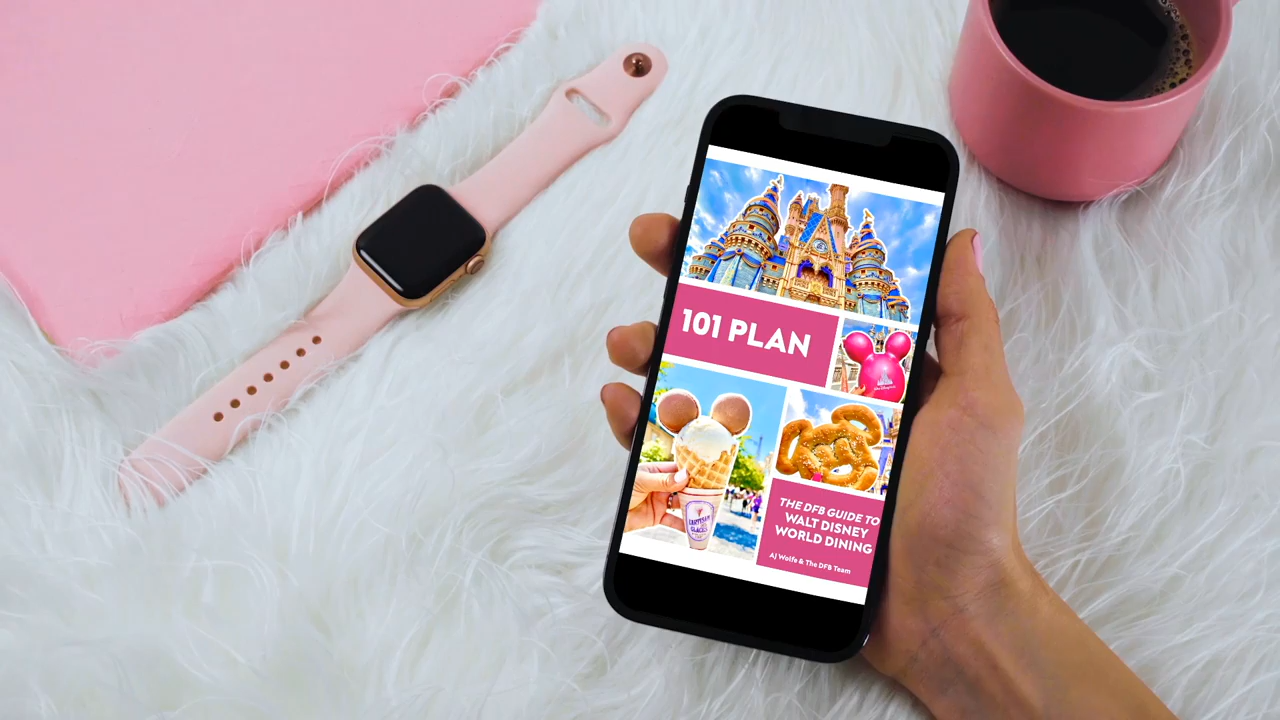 101 PLAN
THE DFB GUIDE TO
WALT DISNEY
WORLD DINING
AJ Wolfe & The DFB Team